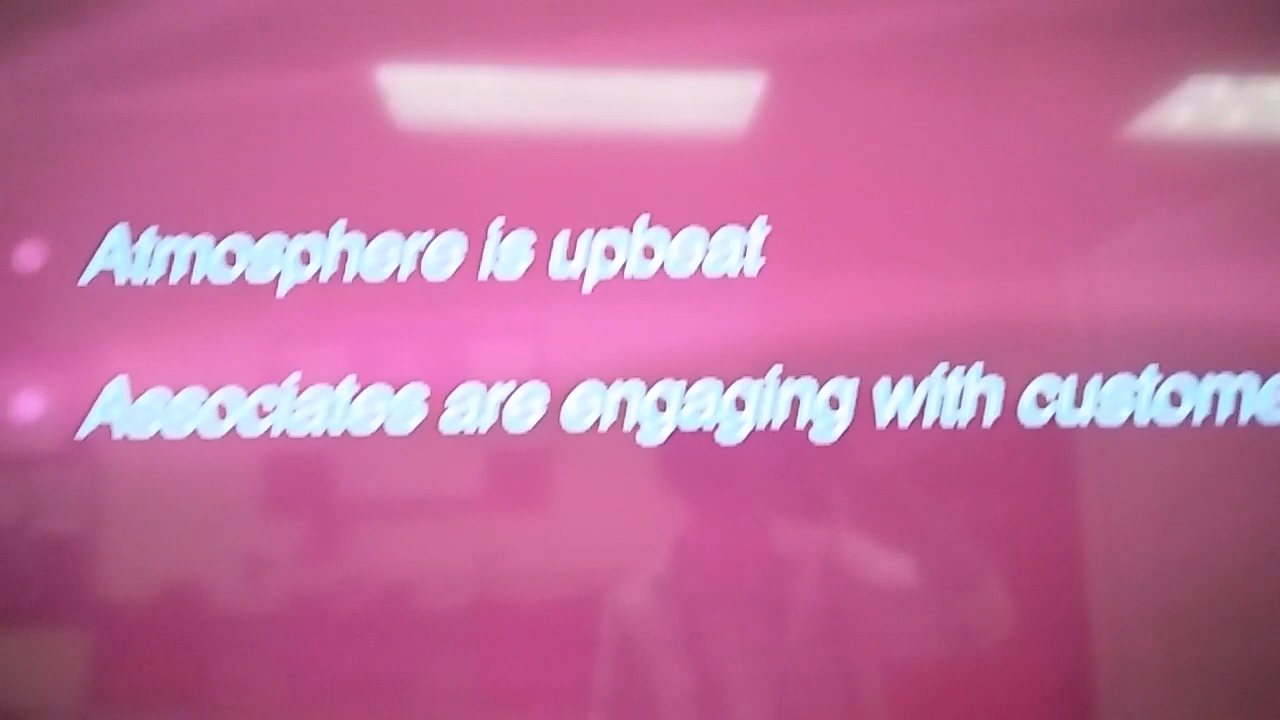 Atmosphere is upbeat
Associates are engaging with custome